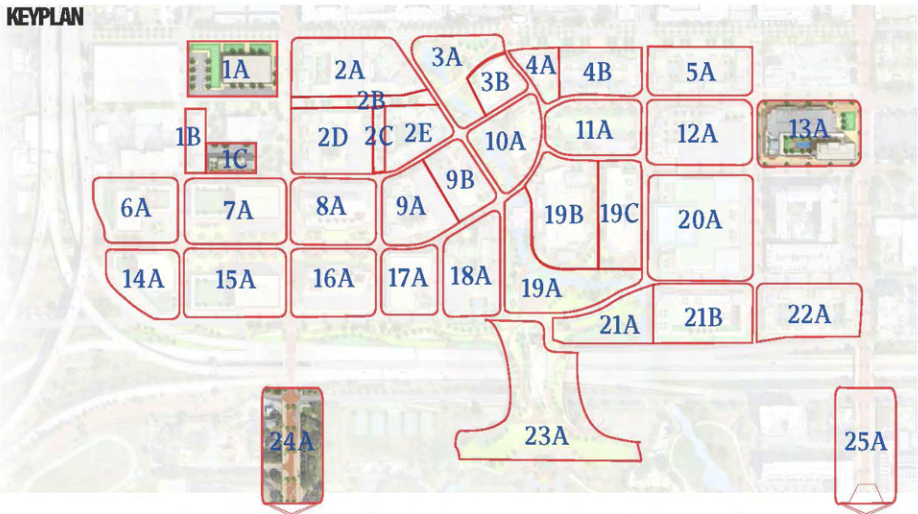 KEYPLAN
1A
2A
3A
3B
4A
4B
5A
2B
1B
1C
2D
2C
2E
10A
11A
12A
13A
6A
7A
8A
9A
9B
19B
19C
20A
14A
15A
16A
17A
18A
19A
21A
21B
22A
23A
24A
25A